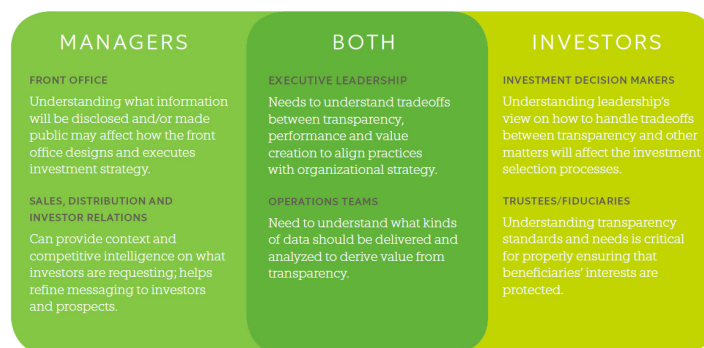 MANAGERS
FRONT OFFICE
Understanding what information
will be disclosed and/or made
public may affect how the front
office designs and executes
investment strategy.
SALES, DISTRIBUTION AND
INVESTOR RELATIONS
Can provide context and
competitive intelligence on what
investors are requesting; helps
refine messaging to investors
and prospects.
BOTH
EXECUTIVE LEADERSHIP
Needs to understand tradeoffs
between transparency,
performance and value
creation to align practices
with organizational strategy.
OPERATIONS TEAMS
Need to understand what kinds
of data should be delivered and
analyzed to derive value from
transparency.
INVESTORS
INVESTMENT DECISION MAKERS
Understanding leadership's
view on how to handle tradeoffs
between transparency and other
matters will affect the investment
selection processes.
TRUSTEES/FIDUCIARIES
Understanding transparency
standards and needs is critical
for properly ensuring that
beneficiaries' interests are
protected.